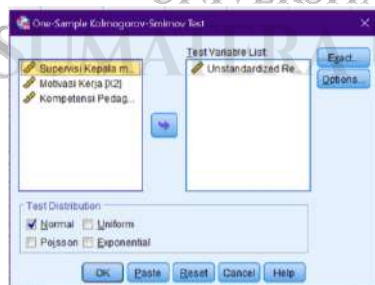 One-Sample Kolmogorov-Smirnov Test
Test Variable List:
Supervisi Kepala m...
Motivasi Kerja [X2]
Kompetensi Pedag...
Unstandardized Re...
Exact...
Options...
Test Distribution
Normal Uniform
Poisson Exponential
OK Paste Reset Cancel Help